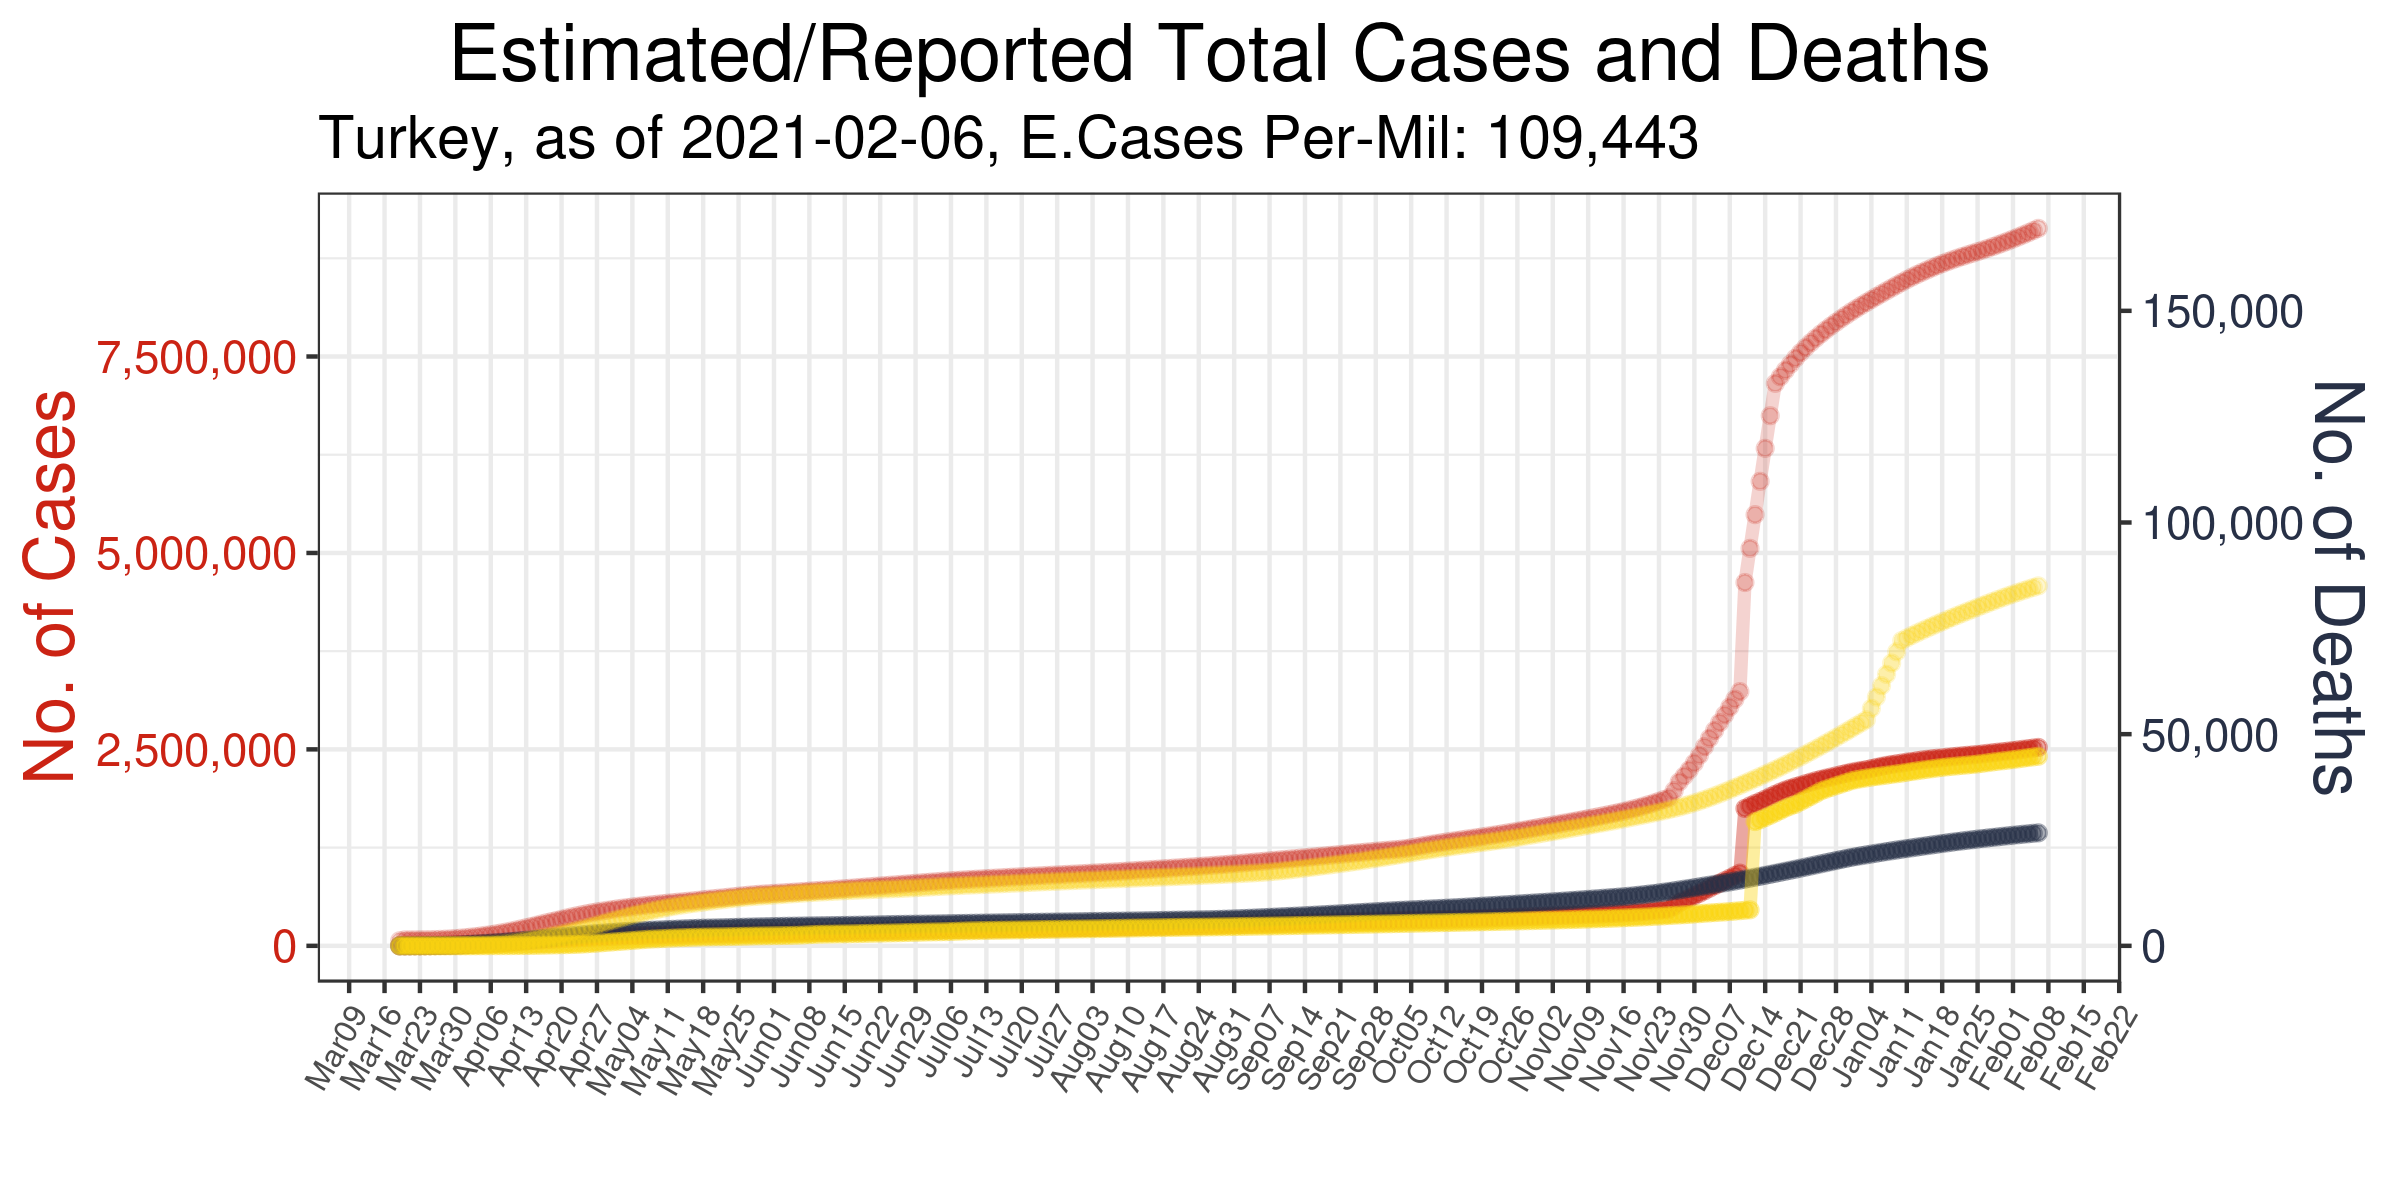 Estimated/Reported Total Cases and Deaths
Turkey, as of 2021-02-06, E.Cases Per-Mil: 109,443
No. of Cases
7,500,000
5,000,000
2,500,000
0
150,000
100,000
50,000
0
No. of Deaths
Mar09
Mar16
Mar23
Mar30
Apr06
Apr13
Apr20
Apr27
May04
May11
May18
May25
Jun01
Jun08
Jun15
Jun22
Jun29
Jul06
Jul13
Jul20
Jul27
Aug03
Aug10
Aug17
Aug24
Aug31
Sep07
Sep14
Sep21
Sep28
Oct05
Oct12
Oct19
Oct26
Nov02
Nov09
Nov16
Nov23
Nov30
Dec07
Dec14
Dec21
Dec28
Dec04
Jan11
Jan18
Jan25
Feb01
Feb08
Feb15
Feb22